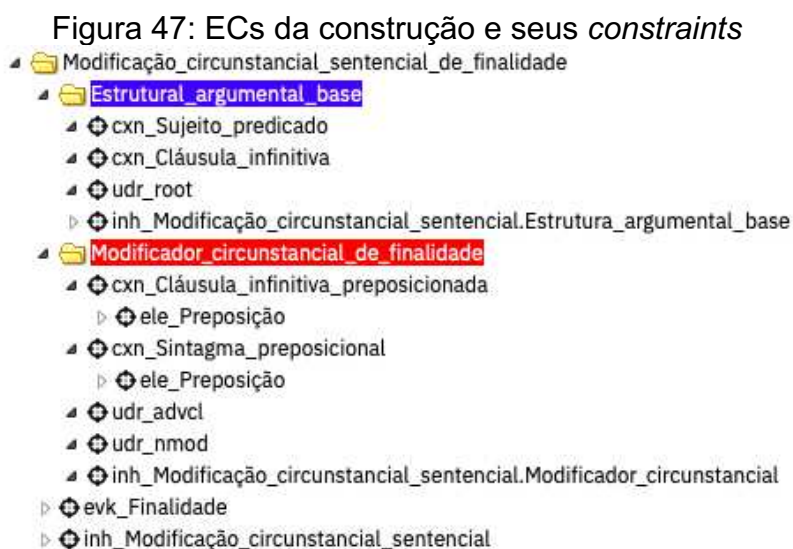 Figura 47: ECs da construção e seus constraints
Modificação_circunstancial_sentencial_de_finalidade
Estrutural_argumental_base
cxn_Sujeito_predicado
cxn_Cláusula_infinitiva
udr_root
inh_Modificação_circunstancial_sentencial.Estrutura_argumental_base
Modificador_circunstancial_de_finalidade
cxn_Cláusula_infinitiva_preposicionada
ele_Preposição
cxn_Sintagma_preposicional
ele_Preposição
udr_advcl
udr_nmod
inh_Modificação_circunstancial_sentencial.Modificador_circunstancial
evk_Finalidade
inh_Modificação_circunstancial_sentencial